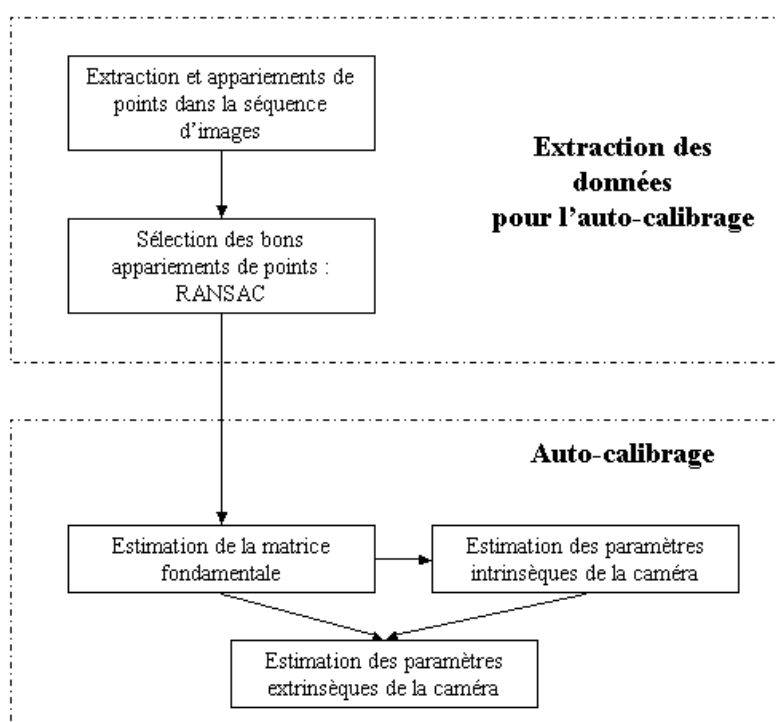 Extraction et appariements de
points dans la séquence
d'images
Extraction des
données
pour l'auto-calibrage
Sélection des bons
appariements de points :
RANSAC
Auto-calibrage
Estimation de la matrice
fondamentale
Estimation des paramètres
intrinsèques de la caméra
Estimation des paramètres
extrinsèques de la caméra